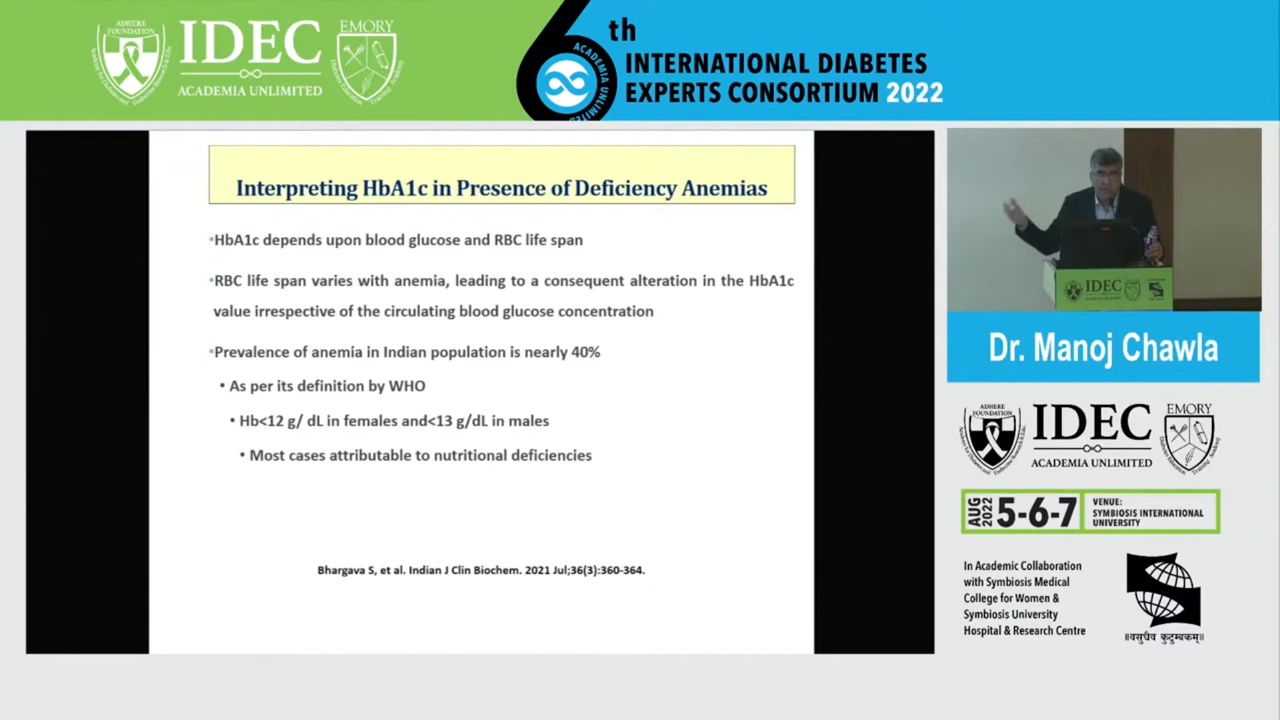 ADHERE
FOUNDATION
IDEC
ACADEMIA UNLIMITED
EMORY
6th
ACADEMIA UNLIMITED
INTERNATIONAL DIABETES
EXPERTS CONSORTIUM 2022
Interpreting HbA1c in Presence of Deficiency Anemias
•HbA1c depends upon blood glucose and RBC life span
•RBC life span varies with anemia, leading to a consequent alteration in the HbA1c
value irrespective of the circulating blood glucose concentration
•Prevalence of anemia in Indian population is nearly 40%
• As per its definition by WHO
• Hb<12 g/ dL in females and<13 g/dL in males
• Most cases attributable to nutritional deficiencies
Bhargava S, et al. Indian J Clin Biochem. 2021 Jul;36(3):360-364.
IDEC
Dr. Manoj Chawla
ADHERE
FOUNDATION
IDEC
ACADEMIA UNLIMITED
EMORY
AUG
2022
5-6-7
VENUE:
SYMBIOSIS INTERNATIONAL
UNIVERSITY
In Academic Collaboration
with Symbiosis Medical
College for Women &
Symbiosis University
Hospital & Research Centre
॥वसुधैव कुटुम्बकम्॥